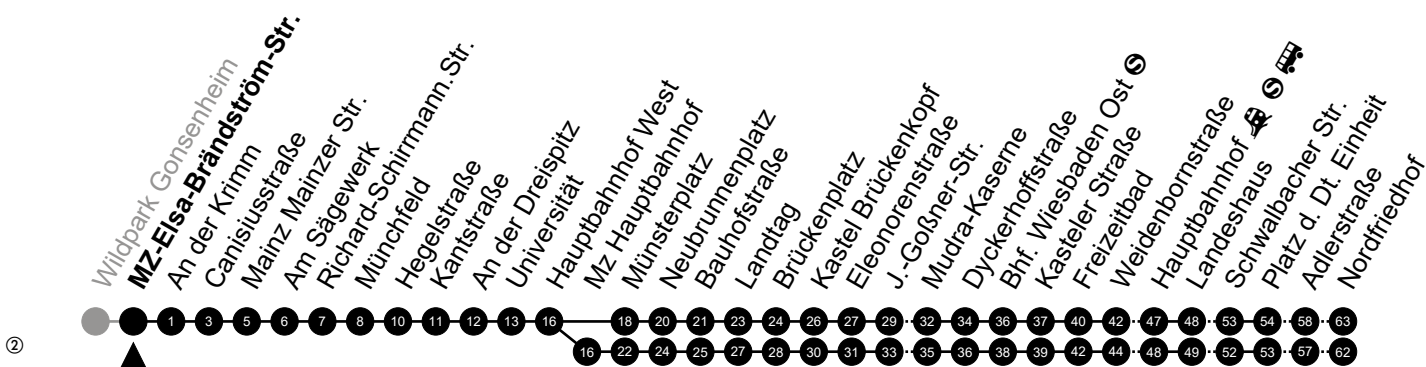 Wildpark Gonsenheim
MZ-Elsa-Brändström-Str.
An der Krimm
Canisiusstraße
Mainz Mainzer Str.
Am Sägewerk
Richard-Schirrmann.Str.
Münchfeld
Hegelstraße
Kantstraße
An der Dreispitz
Universität
Hauptbahnhof West
Mz Hauptbahnhof
Münsterplatz
Neubrunnenplatz
Bauhofstraße
Landtag
Brückenplatz
Kastel Brückenkopf
Eleonorenstraße
J.-Goßner-Str.
Mudra-Kaserne
Dyckerhoffstraße
Bhf. Wiesbaden Ost S
Kasteler Straße
Freizeitbad
Weidenbornstraße
Hauptbahnhof S
Landeshaus
Schwalbacher Str.
Platz d. Dt. Einheit
Adlerstraße
Nordfriedhof
1 3 5 6 7 8 10 11 12 13 16 18 20 21 23 24 26 27 29 32 34 36 37 40 42 47 48 53 54 58 63
② 16 22 24 25 27 28 30 31 33 35 36 38 39 42 44 48 49 52 53 57 62